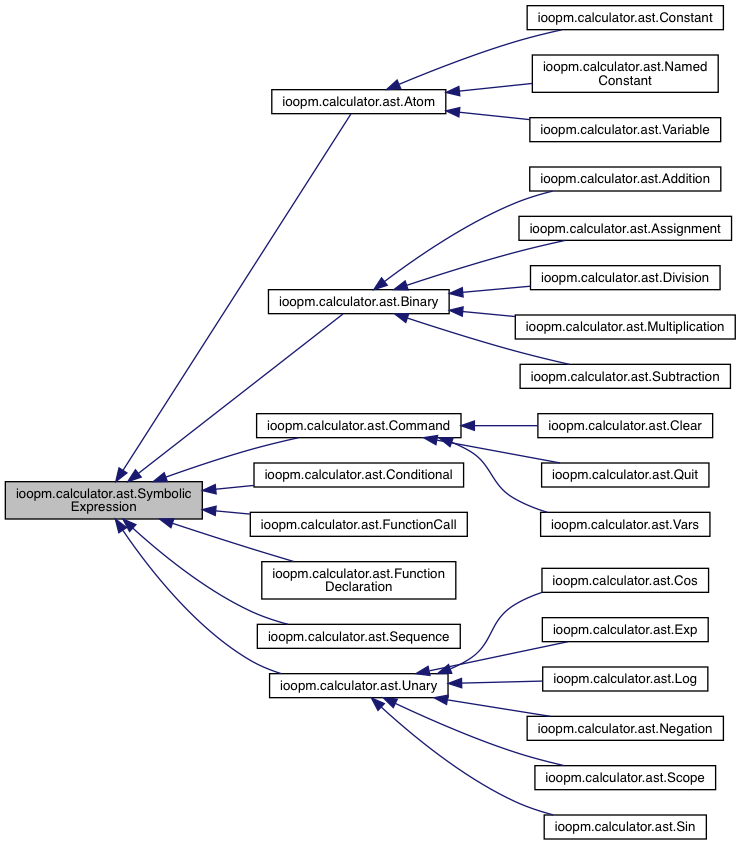 ioopm.calculator.ast.Symbolic
Expression
ioopm.calculator.ast.Atom
ioopm.calculator.ast.Binary
ioopm.calculator.ast.Command
ioopm.calculator.ast.Conditional
ioopm.calculator.ast.FunctionCall
ioopm.calculator.ast.Function
Declaration
ioopm.calculator.ast.Sequence
ioopm.calculator.ast.Unary
ioopm.calculator.ast.Constant
ioopm.calculator.ast.Named
Constant
ioopm.calculator.ast.Variable
ioopm.calculator.ast.Addition
ioopm.calculator.ast.Assignment
ioopm.calculator.ast.Division
ioopm.calculator.ast.Multiplication
ioopm.calculator.ast.Subtraction
ioopm.calculator.ast.Clear
ioopm.calculator.ast.Quit
ioopm.calculator.ast.Vars
ioopm.calculator.ast.Cos
ioopm.calculator.ast.Exp
ioopm.calculator.ast.Log
ioopm.calculator.ast.Negation
ioopm.calculator.ast.Scope
ioopm.calculator.ast.Sin